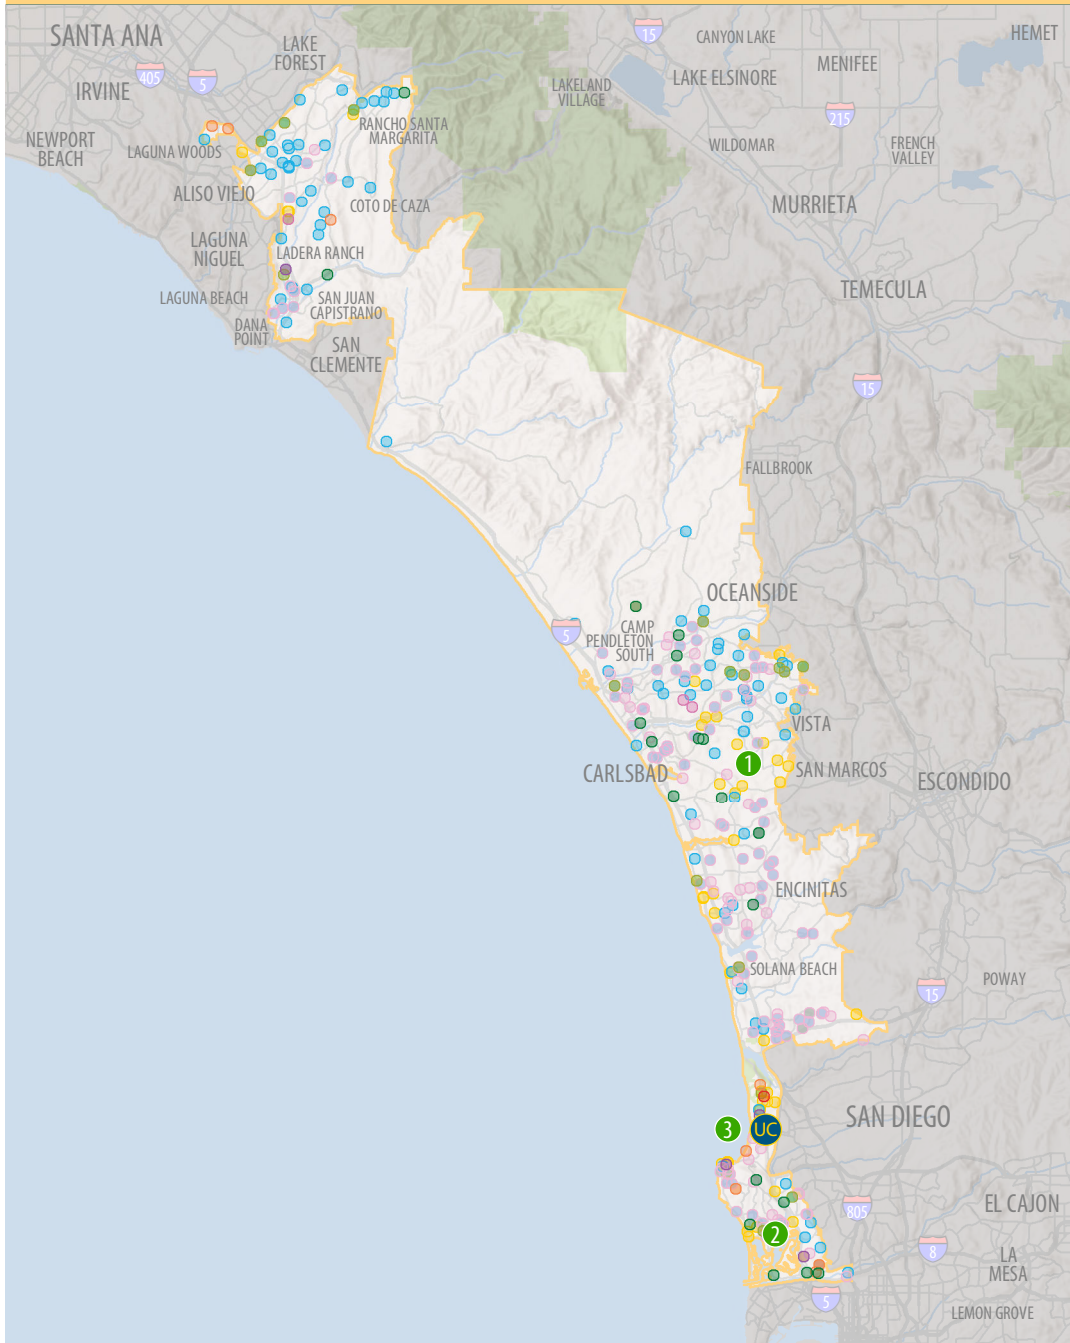 SANTA ANA
LAKE
FOREST
15
CANYON LAKE
HEMET
405
5
LAKE ELSINORE
MENIFEE
IRVINE
LAKELAND
VILLAGE
215
NEWPORT
BEACH
LAGUNA WOODS
RANCHO SANTA
MARGARITA
WILDOMAR
FRENCH
VALLEY
ALISO VIEJO
COTO DE CAZA
MURRIETA
LAGUNA
NIGUEL
LADERA RANCH
LAGUNA BEACH
SAN JUAN
CAPISTRANO
TEMECULA
DANA
POINT
SAN
CLEMENTE
15
FALLBROOK
OCEANSIDE
5
CAMP
PENDLETON
SOUTH
VISTA
1
CARLSBAD
SAN MARCOS
ESCONDIDO
ENCINITAS
SOLANA BEACH
POWAY
15
SAN DIEGO
3
UC
EL CAJON
805
2
8
LA
MESA
5
LEMON GROVE